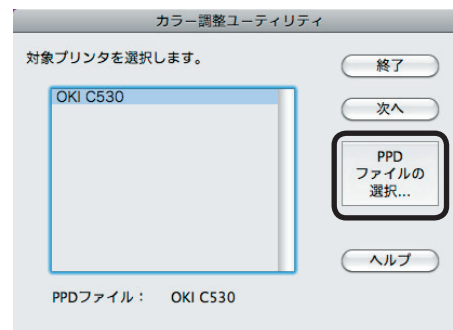 カラー調整ユーティリティ
対象プリンタを選択します。
OKI C530
終了
次へ
PPD
ファイルの
選択...
ヘルプ
PPDファイル： OKI C530